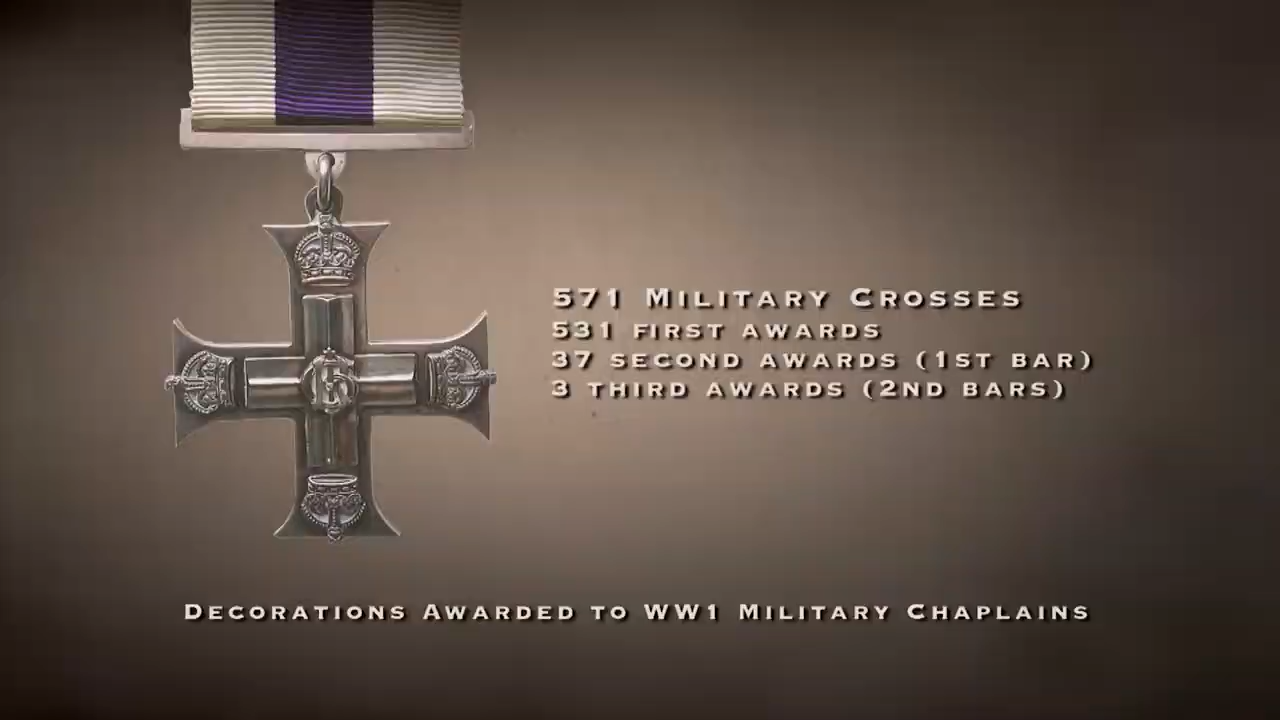 571 Military Crosses
531 first awards
37 second awards (1st bar)
3 third awards (2nd bars)
Decorations Awarded to WW1 Military Chaplains